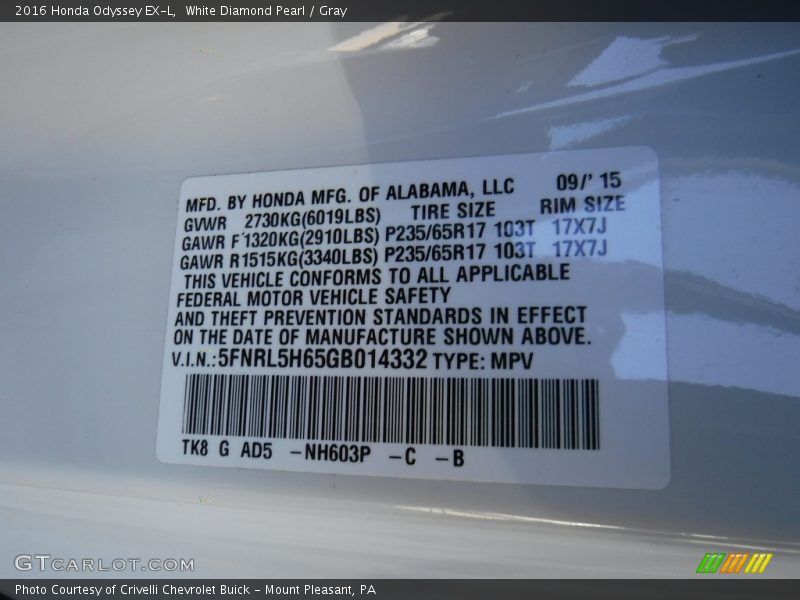 2016 Honda Odyssey EX-L, White Diamond Pearl / Gray
MFD. BY HONDA MFG. OF ALABAMA, LLC 09/' 15
GVWR 2730KG(6019LBS) TIRE SIZE RIM SIZE
GAWR F 1320KG(2910LBS) P235/65R17 103T 17X7J
GAWR R1515KG(3340LBS) P235/65R17 103T 17X7J
THIS VEHICLE CONFORMS TO ALL APPLICABLE
FEDERAL MOTOR VEHICLE SAFETY
AND THEFT PREVENTION STANDARDS IN EFFECT
ON THE DATE OF MANUFACTURE SHOWN ABOVE.
V.I.N.:5FNRL5H65GB014332 TYPE: MPV
TK8 G AD5 -NH603P -C -B
GTCARLOT.COM
Photo Courtesy of Crivelli Chevrolet Buick - Mount Pleasant, PA